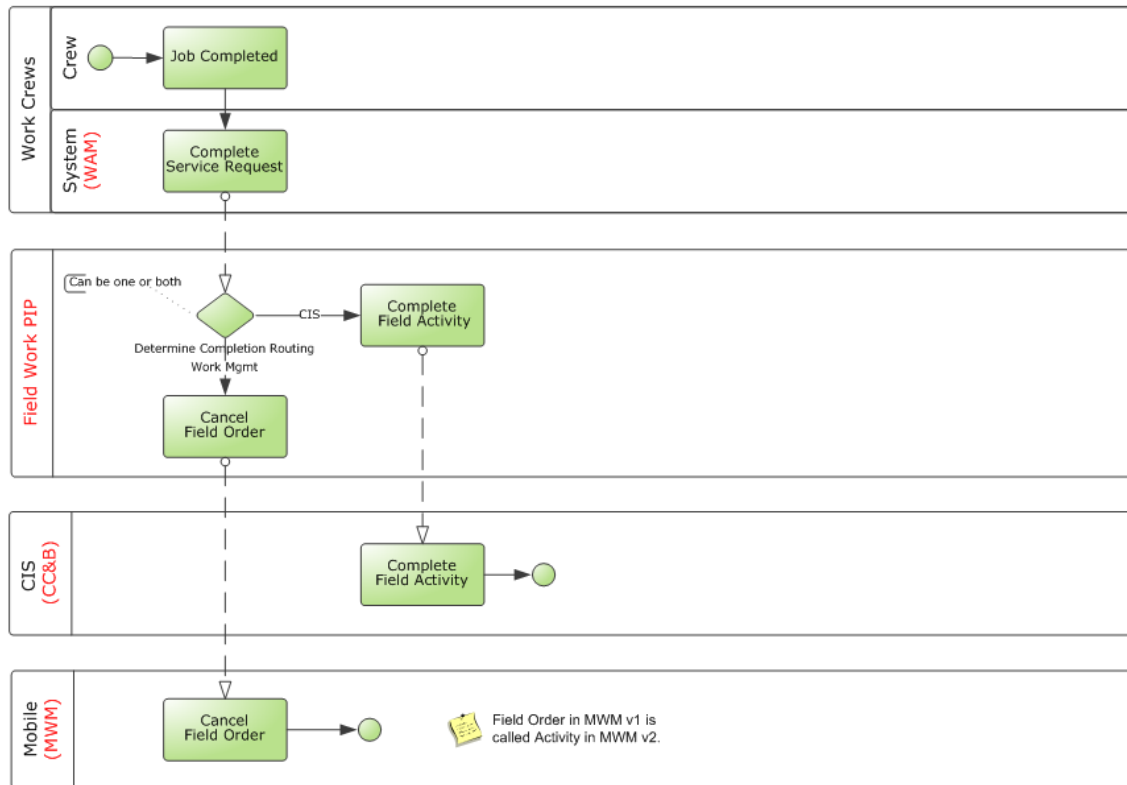 Work Crews
Crew
Job Completed
System
(WAM)
Complete
Service Request
Field Work PIP
Can be one or both
CIS
Complete
Field Activity
Determine Completion Routing
Work Mgmt
Cancel
Field Order
CIS
(CC&B)
Complete
Field Activity
Mobile
(MWM)
Cancel
Field Order
Field Order in MWM v1 is
called Activity in MWM v2.